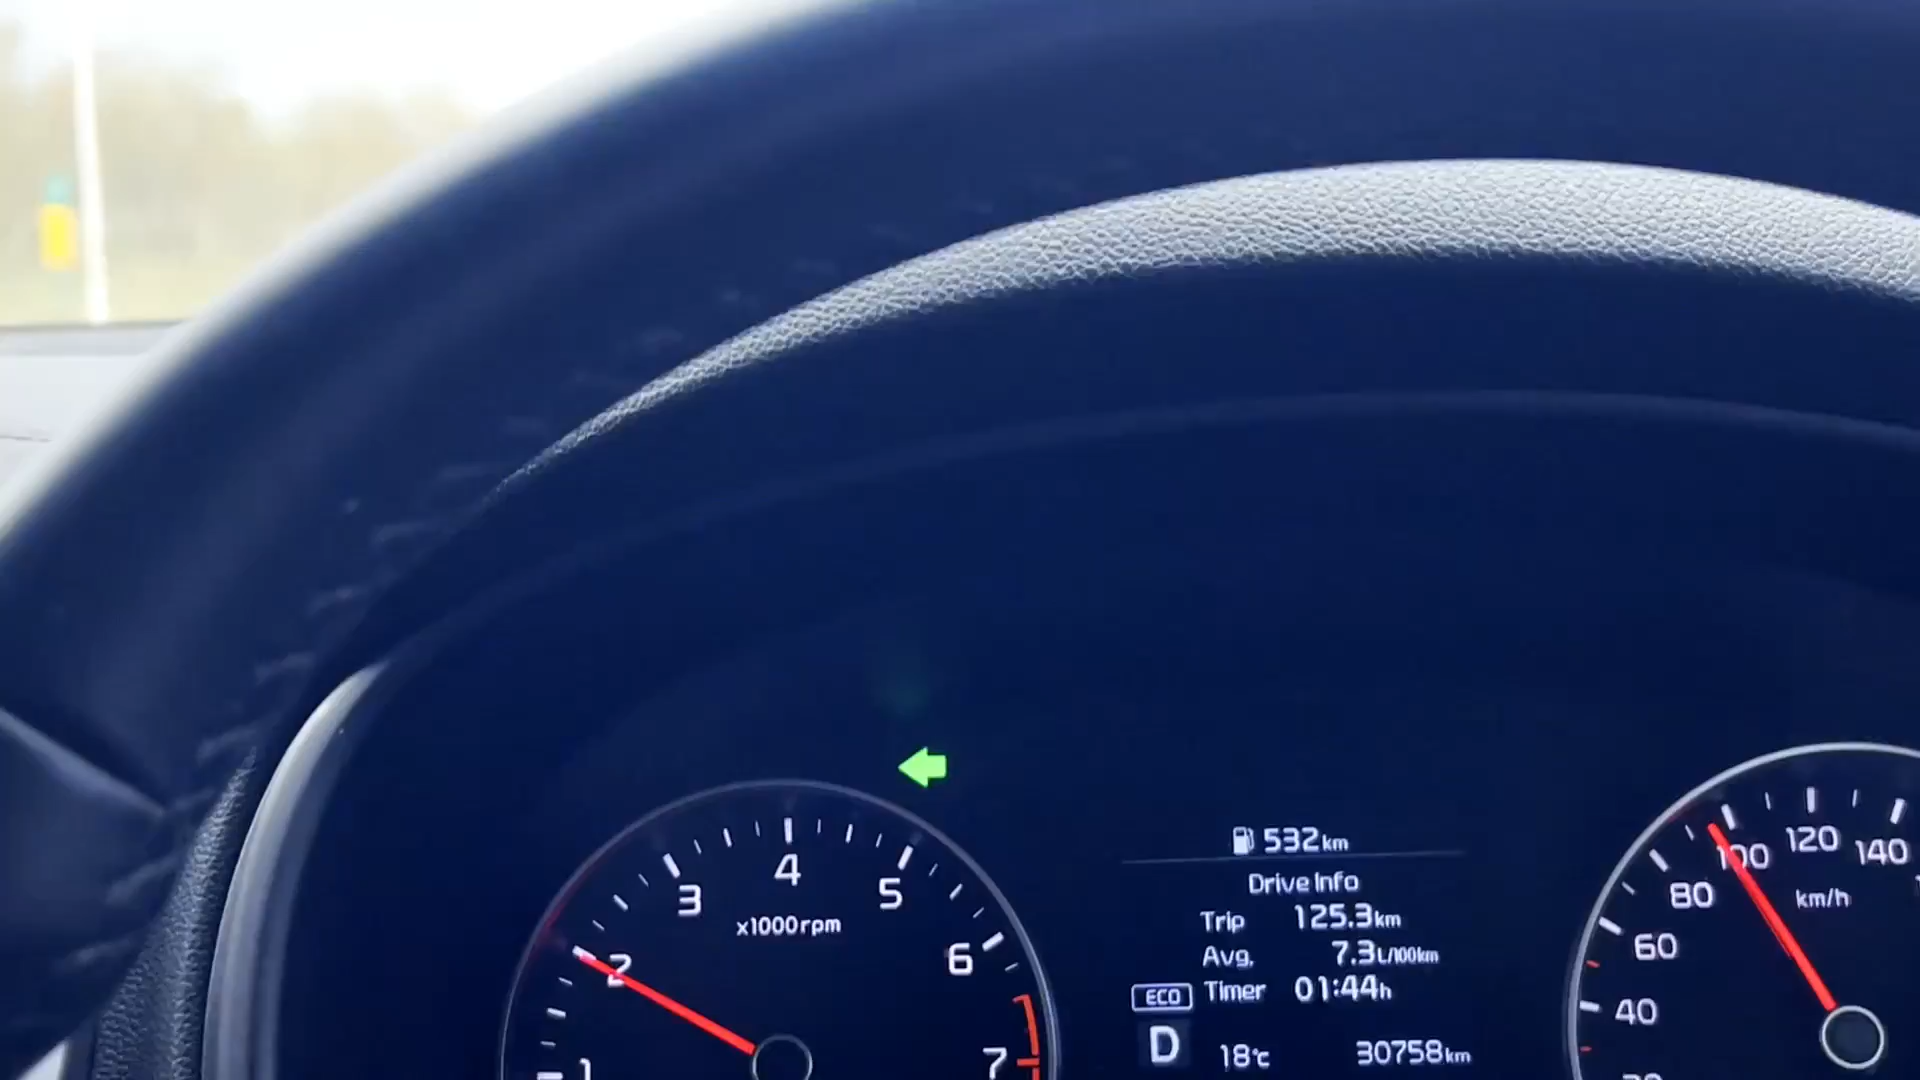 3 4 5
x1000rpm
2 6
1 7
532km
Drive Info
Trip 125.3km
Avg. 7.3L/100km
ECO Timer 01:44h
D 18°C 30758km
100 120 140
80 km/h
60
40